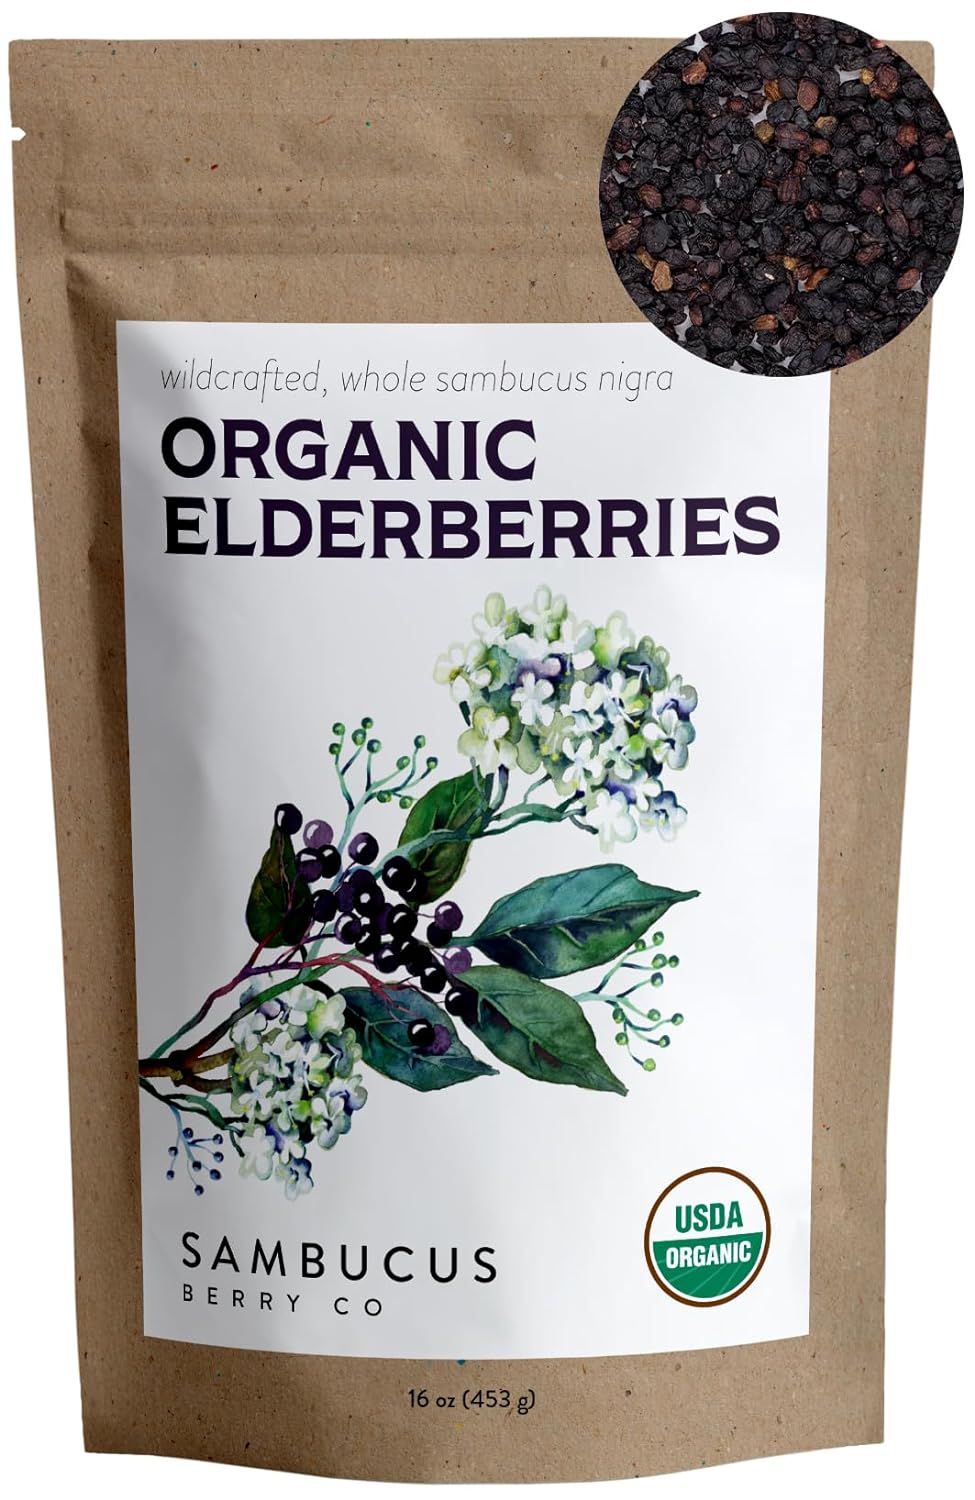 wildcrafted, whole sambucus nigra
ORGANIC
ELDERBERRIES
SAMBUCUS
BERRY CO
USDA
ORGANIC
16 oz (453 g)